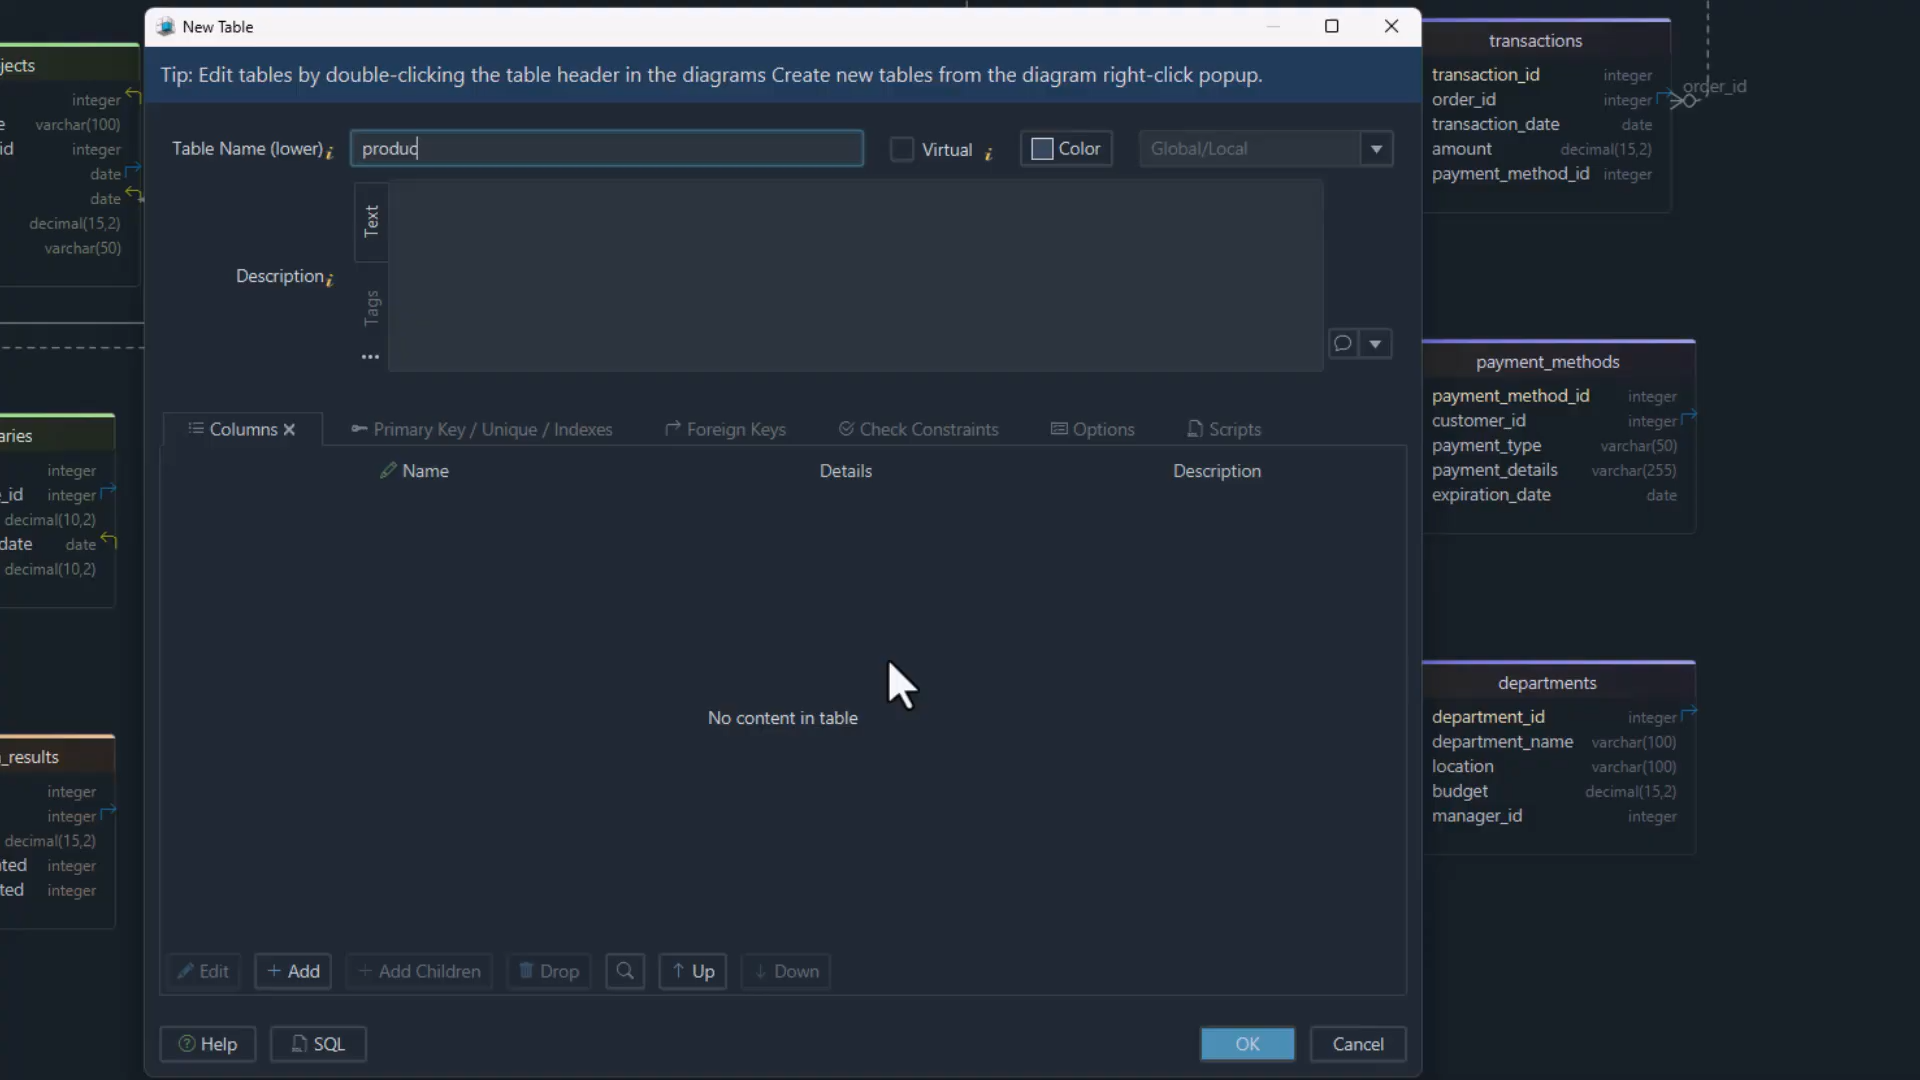 New Table
Tip: Edit tables by double-clicking the table header in the diagrams Create new tables from the diagram right-click popup.
Table Name (lower)
produc
Virtual
Color
Global/Local
Text
Tags
Description
Columns
Primary Key / Unique / Indexes
Foreign Keys
Check Constraints
Options
Scripts
Name
Details
Description
No content in table
Edit
Add
Add Children
Drop
Up
Down
Help
SQL
OK
Cancel
jects
integer
e varchar(100)
id integer
date
date
decimal(15,2)
varchar(50)
aries
integer
_id integer
decimal(10,2)
date date
decimal(10,2)
_results
integer
integer
decimal(15,2)
ted integer
ted integer
transactions
transaction_id integer
order_id integer
transaction_date date
amount decimal(15,2)
payment_method_id integer
order_id
payment_methods
payment_method_id integer
customer_id integer
payment_type varchar(50)
payment_details varchar(255)
expiration_date date
departments
department_id integer
department_name varchar(100)
location varchar(100)
budget decimal(15,2)
manager_id integer